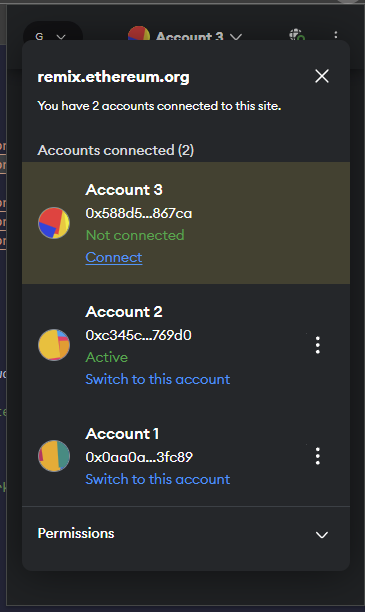 G
Account 3
remix.ethereum.org
You have 2 accounts connected to this site.
Accounts connected (2)
Account 3
0x588d5...867ca
Not connected
Connect
Account 2
0xc345c...769d0
Active
Switch to this account
Account 1
0x0aa0a...3fc89
Switch to this account
Permissions